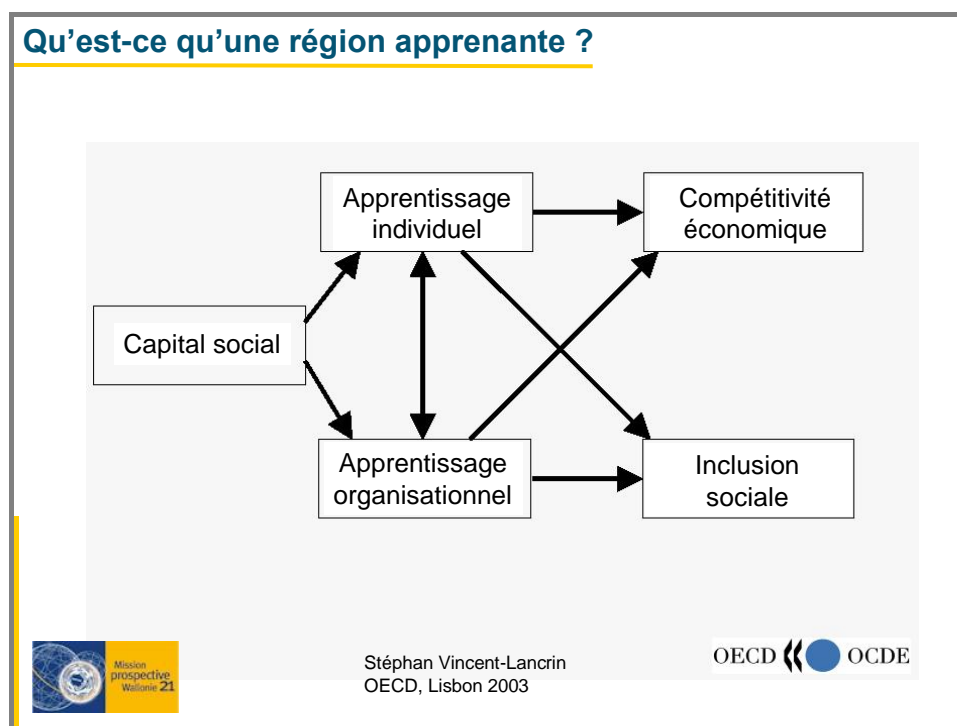 Qu’est-ce qu’une région apprenante ?
Apprentissage
individuel
Compétitivité
économique
Capital social
Apprentissage
organisationnel
Inclusion
sociale
Mission
prospective
Wallonie 21
Stéphan Vincent-Lancrin
OECD, Lisbon 2003
OECD OCDE